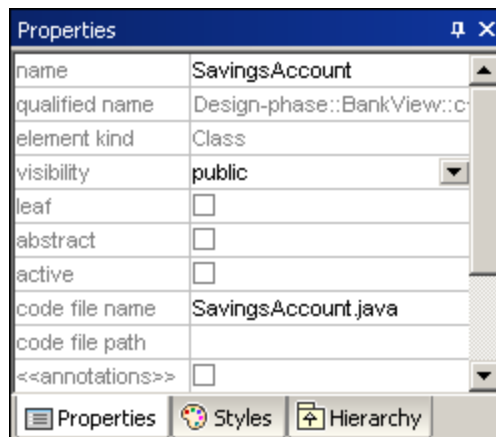 Properties
name SavingsAccount
qualified name Design-phase::BankView::c
element kind Class
visibility public
leaf
abstract
active
code file name SavingsAccount.java
code file path
<<annotations>>
Properties Styles Hierarchy